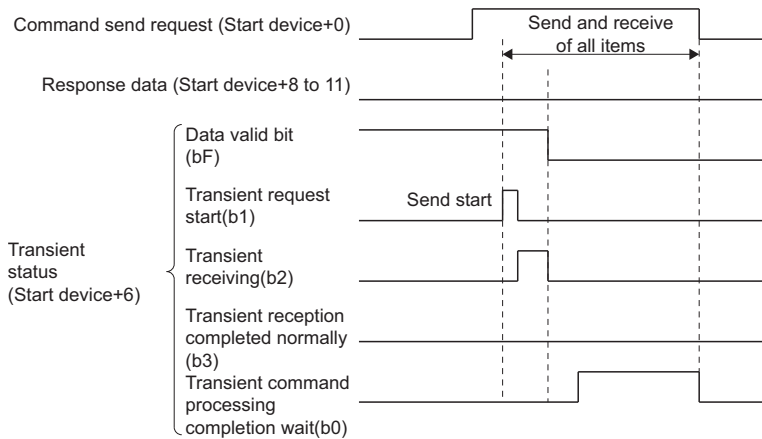 Command send request (Start device+0)
Send and receive
of all items
Response data (Start device+8 to 11)
Data valid bit
(bF)
Transient request
start(b1)
Send start
Transient
status
(Start device+6)
Transient
receiving(b2)
Transient reception
completed normally
(b3)
Transient command
processing
completion wait(b0)